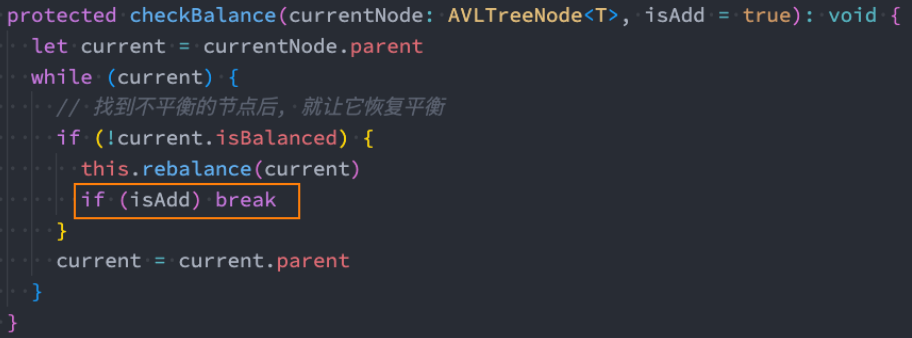 protected checkBalance(currentNode: AVLTreeNode<T>, isAdd = true): void {
  let current = currentNode.parent
  while (current) {
    // 找到不平衡的节点后, 就让它恢复平衡
    if (!current.isBalanced) {
      this.rebalance(current)
      if (isAdd) break
    }
    current = current.parent
  }
}